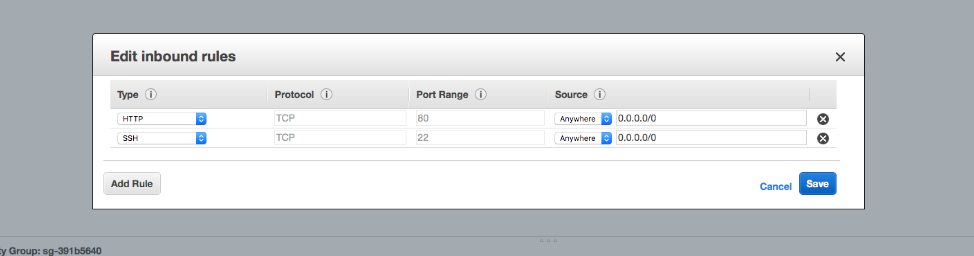 Edit inbound rules
Type Protocol Port Range Source
HTTP TCP 80 Anywhere 0.0.0.0/0
SSH TCP 22 Anywhere 0.0.0.0/0
Add Rule Cancel Save
ty Group: sg-391b5640